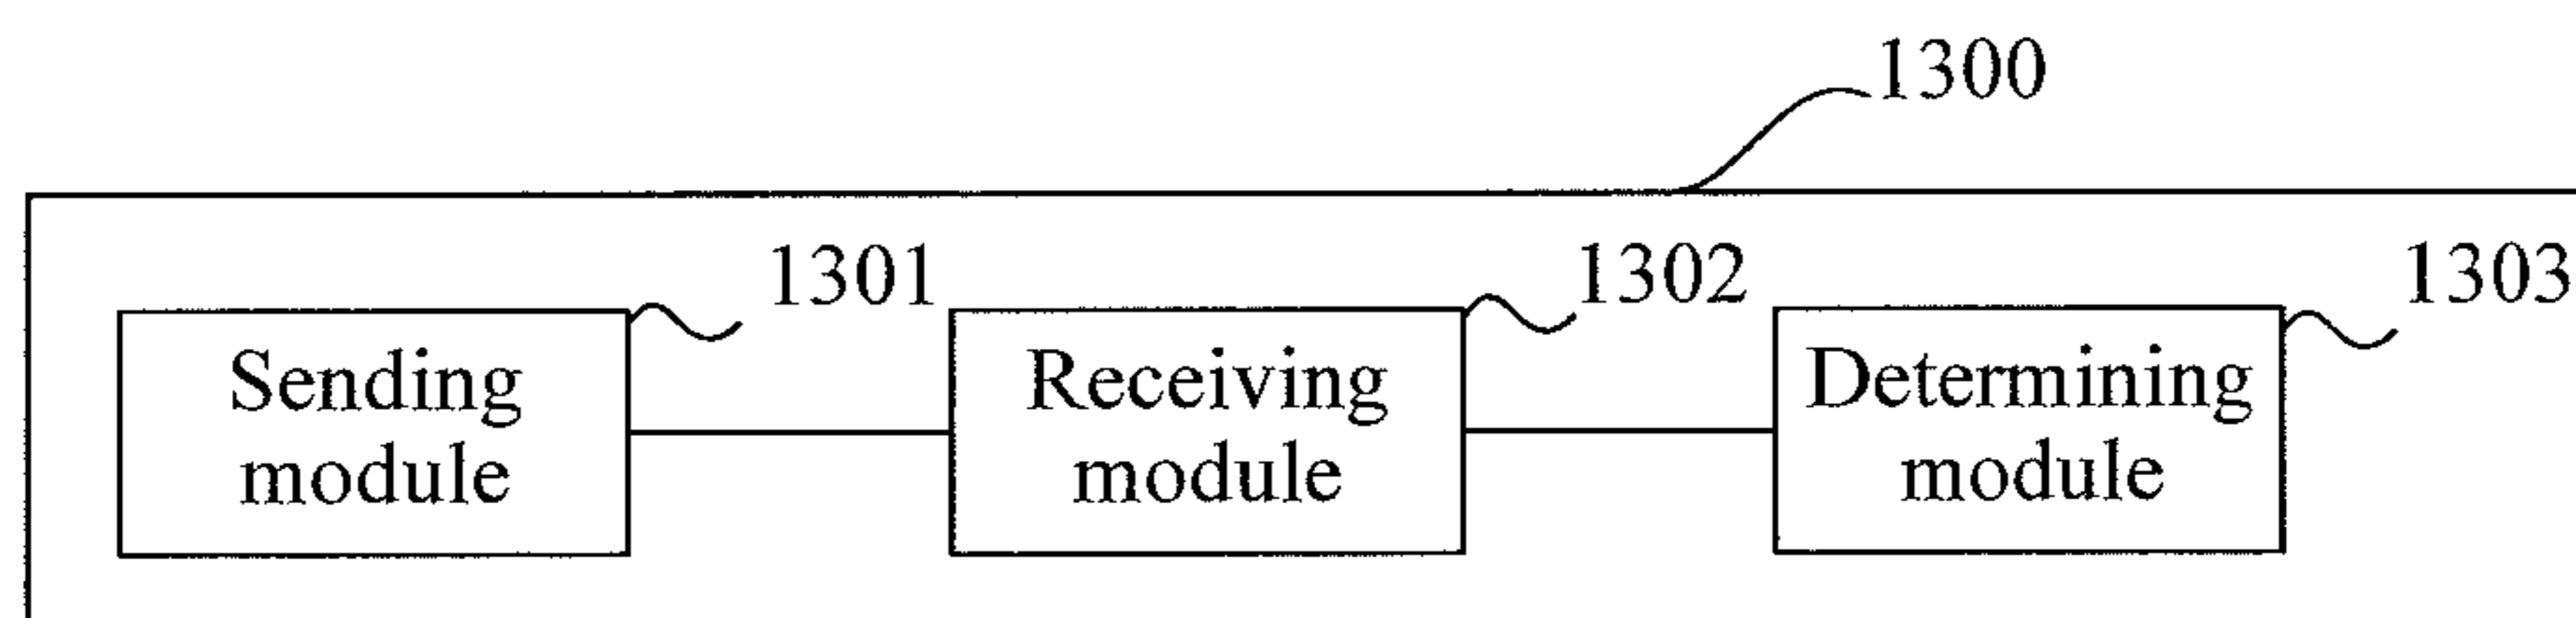 1300
1301
1302
1303
Sending
module
Receiving
module
Determining
module